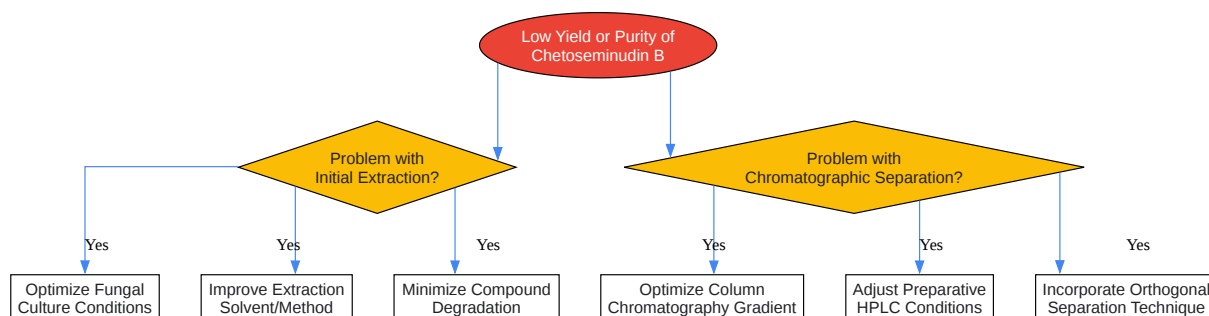 Low Yield or Purity of
Chetoseminudin B
Problem with
Initial Extraction?
Problem with
Chromatographic Separation?
Yes
Yes
Yes
Yes
Yes
Yes
Optimize Fungal
Culture Conditions
Improve Extraction
Solvent/Method
Minimize Compound
Degradation
Optimize Column
Chromatography Gradient
Adjust Preparative
HPLC Conditions
Incorporate Orthogonal
Separation Technique